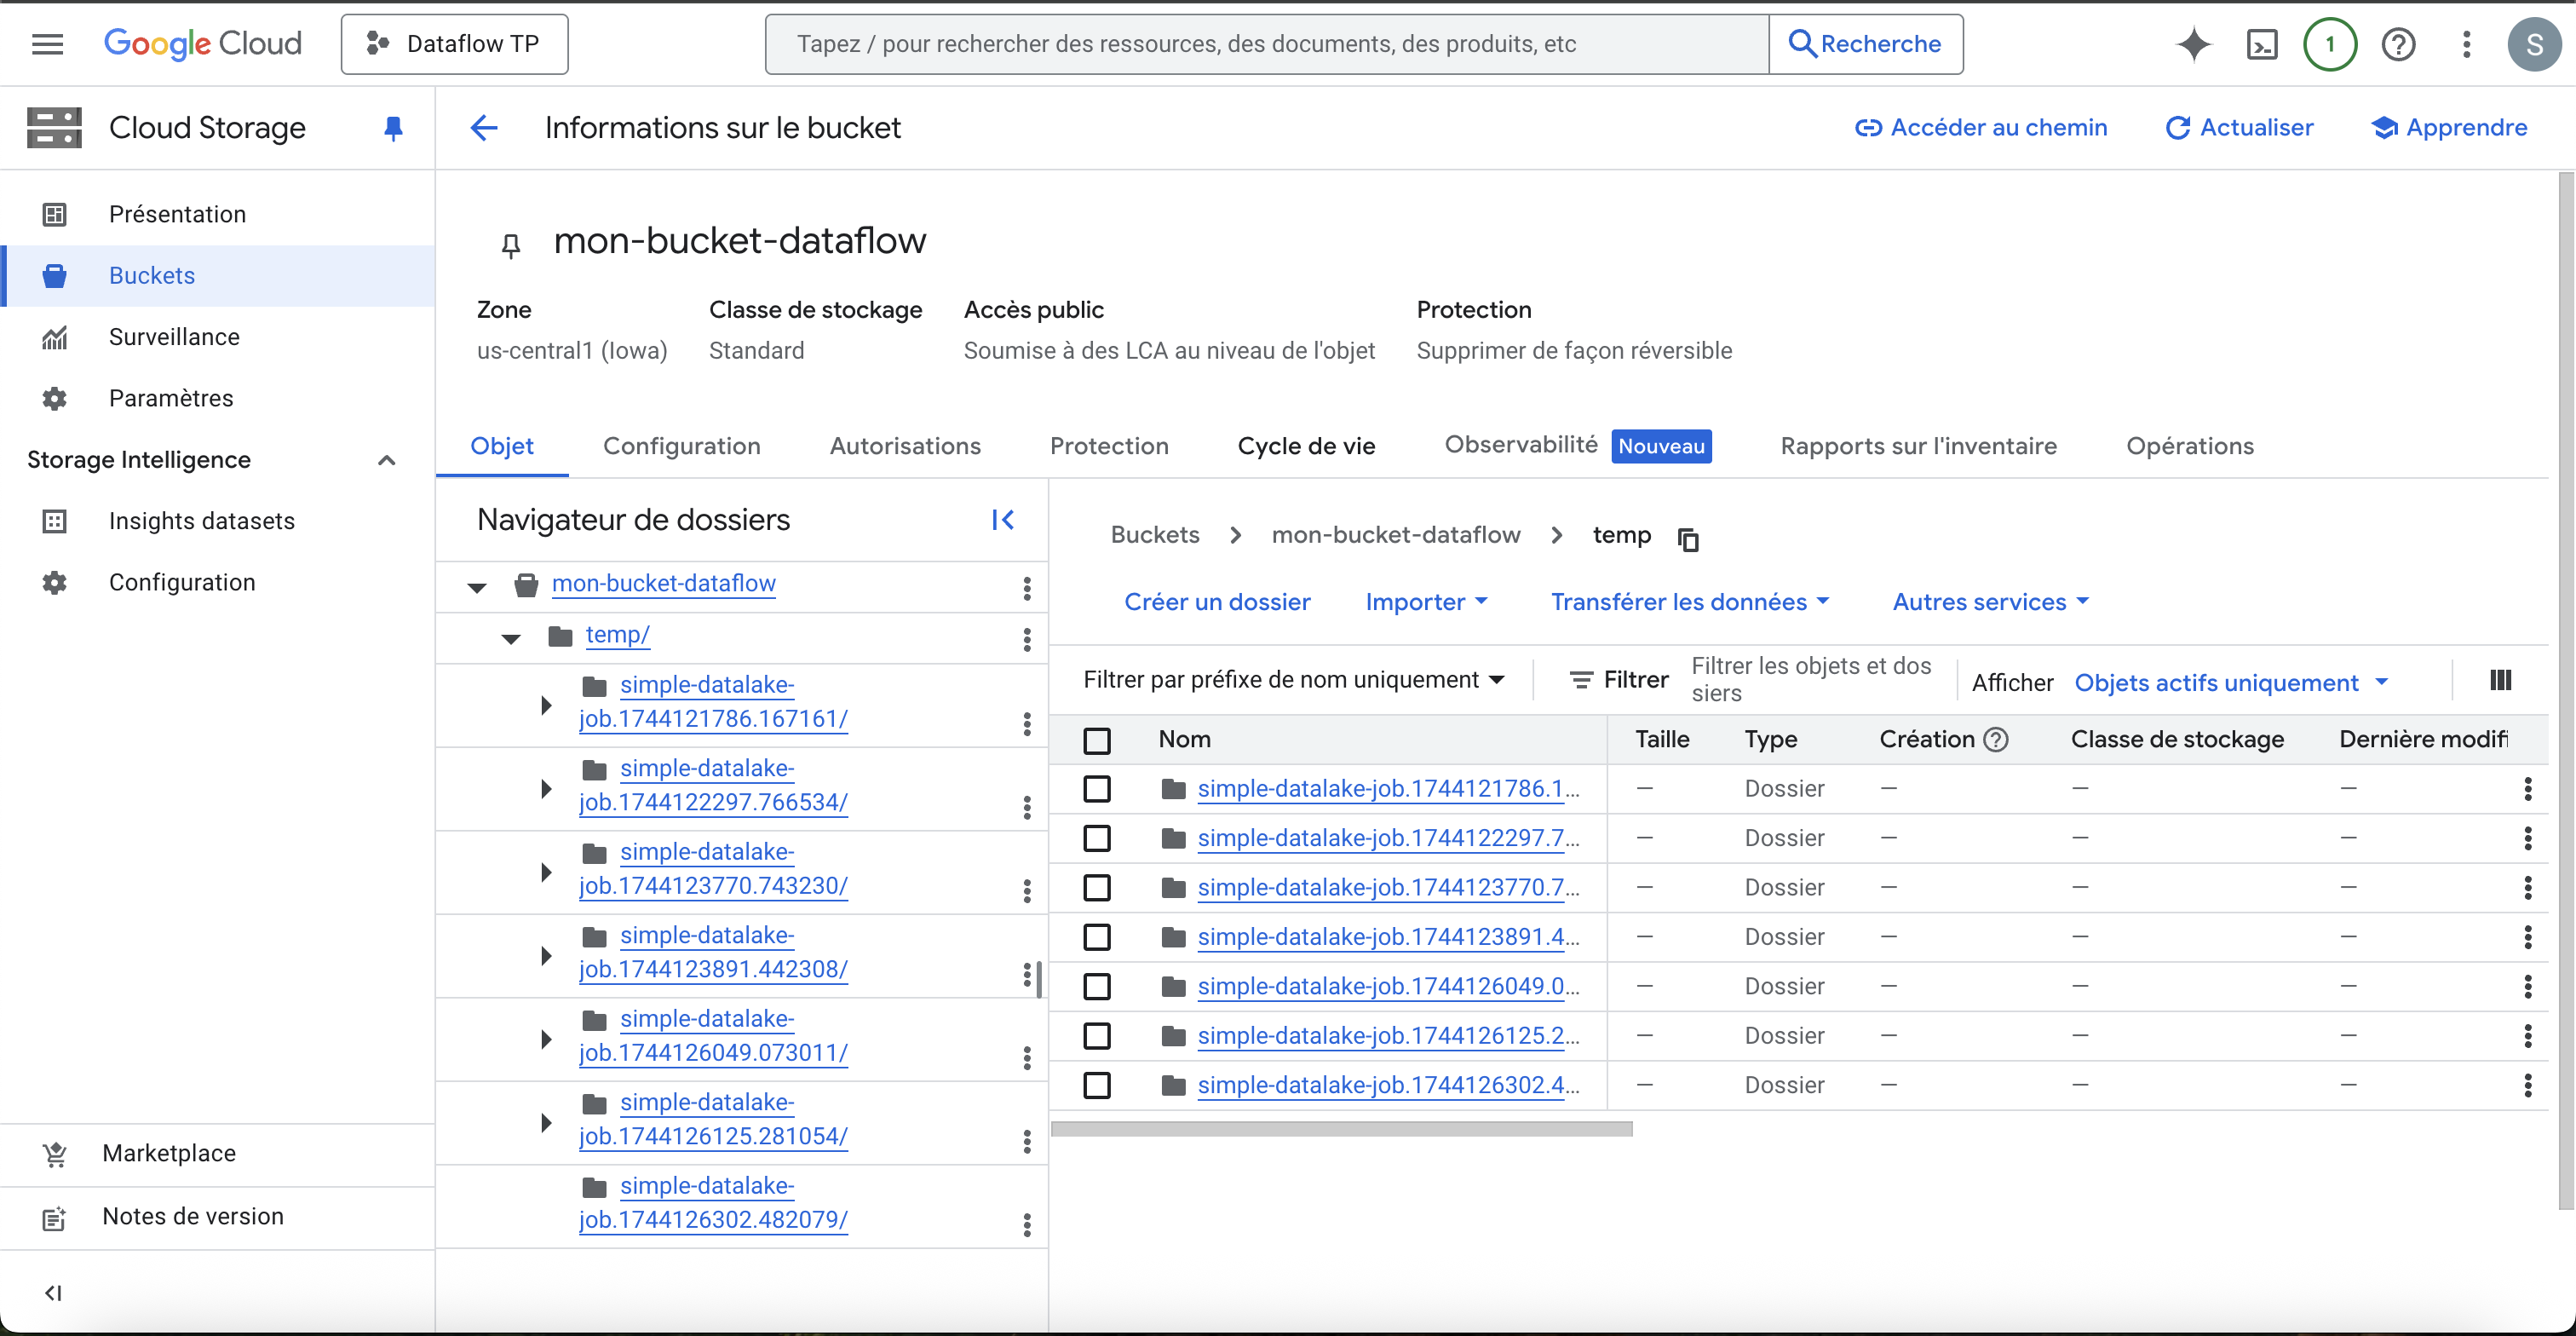 Google Cloud
Dataflow TP
Tapez / pour rechercher des ressources, des documents, des produits, etc
Recherche
1
S
Cloud Storage
Informations sur le bucket
Accéder au chemin
Actualiser
Apprendre
Présentation
Buckets
Surveillance
Paramètres
Storage Intelligence
Insights datasets
Configuration
Marketplace
Notes de version
mon-bucket-dataflow
Zone
us-central1 (Iowa)
Classe de stockage
Standard
Accès public
Soumise à des LCA au niveau de l'objet
Protection
Supprimer de façon réversible
Objet
Configuration
Autorisations
Protection
Cycle de vie
Observabilité Nouveau
Rapports sur l'inventaire
Opérations
Navigateur de dossiers
mon-bucket-dataflow
temp/
simple-datalake-
job.1744121786.167161/
simple-datalake-
job.1744122297.766534/
simple-datalake-
job.1744123770.743230/
simple-datalake-
job.1744123891.442308/
simple-datalake-
job.1744126049.073011/
simple-datalake-
job.1744126125.281054/
simple-datalake-
job.1744126302.482079/
Buckets > mon-bucket-dataflow > temp
Créer un dossier
Importer
Transférer les données
Autres services
Filtrer par préfixe de nom uniquement
Filtrer
Filtrer les objets et dos
siers
Afficher
Objets actifs uniquement
Nom Taille Type Création Classe de stockage Dernière modifi
simple-datalake-job.1744121786.1... — Dossier — — —
simple-datalake-job.1744122297.7... — Dossier — — —
simple-datalake-job.1744123770.7... — Dossier — — —
simple-datalake-job.1744123891.4... — Dossier — — —
simple-datalake-job.1744126049.0... — Dossier — — —
simple-datalake-job.1744126125.2... — Dossier — — —
simple-datalake-job.1744126302.4... — Dossier — — —